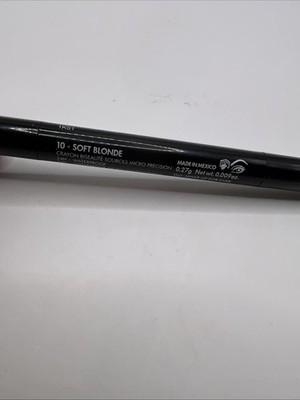 10 - SOFT BLONDE
CRAYON BISEAUTÉ SOURCILS MICRO PRECISION
MADE IN MEXICO
0.27g Net wt. 0.009oz.